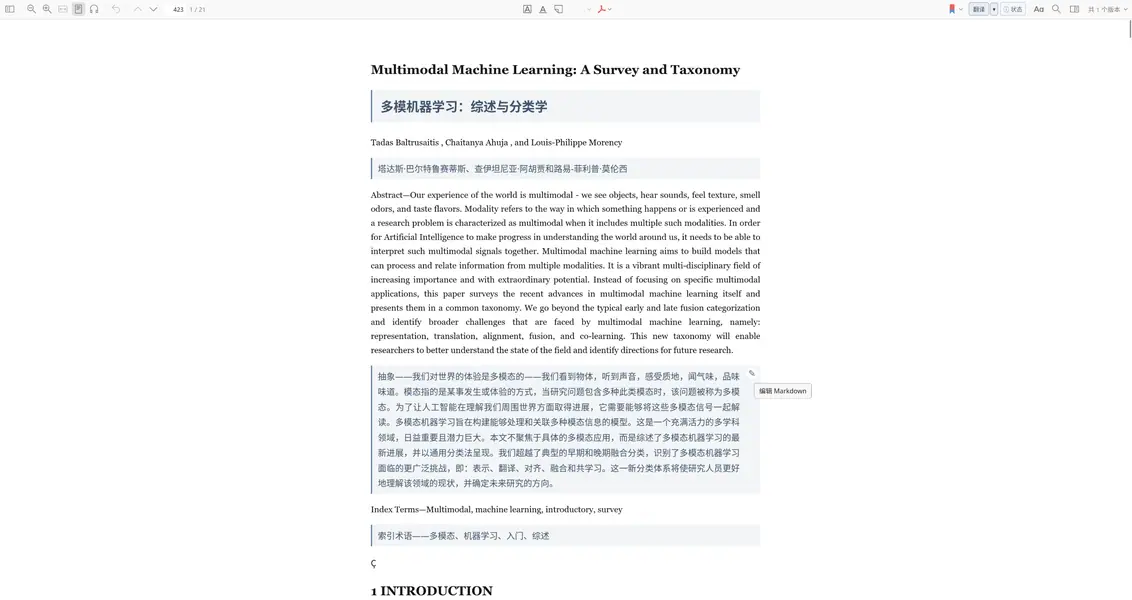 423 1 / 21
翻译
状态
Aa
共 1 个版本
Multimodal Machine Learning: A Survey and Taxonomy
多模机器学习：综述与分类学
Tadas Baltrusaitis , Chaitanya Ahuja , and Louis-Philippe Morency
塔达斯·巴尔特鲁赛蒂斯、查伊坦尼亚·阿胡贾和路易-菲利普·莫伦西
Abstract—Our experience of the world is multimodal - we see objects, hear sounds, feel texture, smell
odors, and taste flavors. Modality refers to the way in which something happens or is experienced and
a research problem is characterized as multimodal when it includes multiple such modalities. In order
for Artificial Intelligence to make progress in understanding the world around us, it needs to be able to
interpret such multimodal signals together. Multimodal machine learning aims to build models that
can process and relate information from multiple modalities. It is a vibrant multi-disciplinary field of
increasing importance and with extraordinary potential. Instead of focusing on specific multimodal
applications, this paper surveys the recent advances in multimodal machine learning itself and
presents them in a common taxonomy. We go beyond the typical early and late fusion categorization
and identify broader challenges that are faced by multimodal machine learning, namely:
representation, translation, alignment, fusion, and co-learning. This new taxonomy will enable
researchers to better understand the state of the field and identify directions for future research.
抽象——我们对世界的体验是多模态的——我们看到物体，听到声音，感受质地，闻气味，品味
味道。模态指的是某事发生或体验的方式，当研究问题包含多种此类模态时，该问题被称为多模
态。为了让人工智能在理解我们周围世界方面取得进展，它需要能够将这些多模态信号一起解
读。多模态机器学习旨在构建能够处理和关联多种模态信息的模型。这是一个充满活力的多学科
领域，日益重要且潜力巨大。本文不聚焦于具体的多模态应用，而是综述了多模态机器学习的最
新进展，并以通用分类法呈现。我们超越了典型的早期和晚期融合分类，识别了多模态机器学习
面临的更广泛挑战，即：表示、翻译、对齐、融合和共学习。这一新分类体系将使研究人员更好
地理解该领域的现状，并确定未来研究的方向。
编辑 Markdown
Index Terms—Multimodal, machine learning, introductory, survey
索引术语——多模态、机器学习、入门、综述
Ç
1 INTRODUCTION